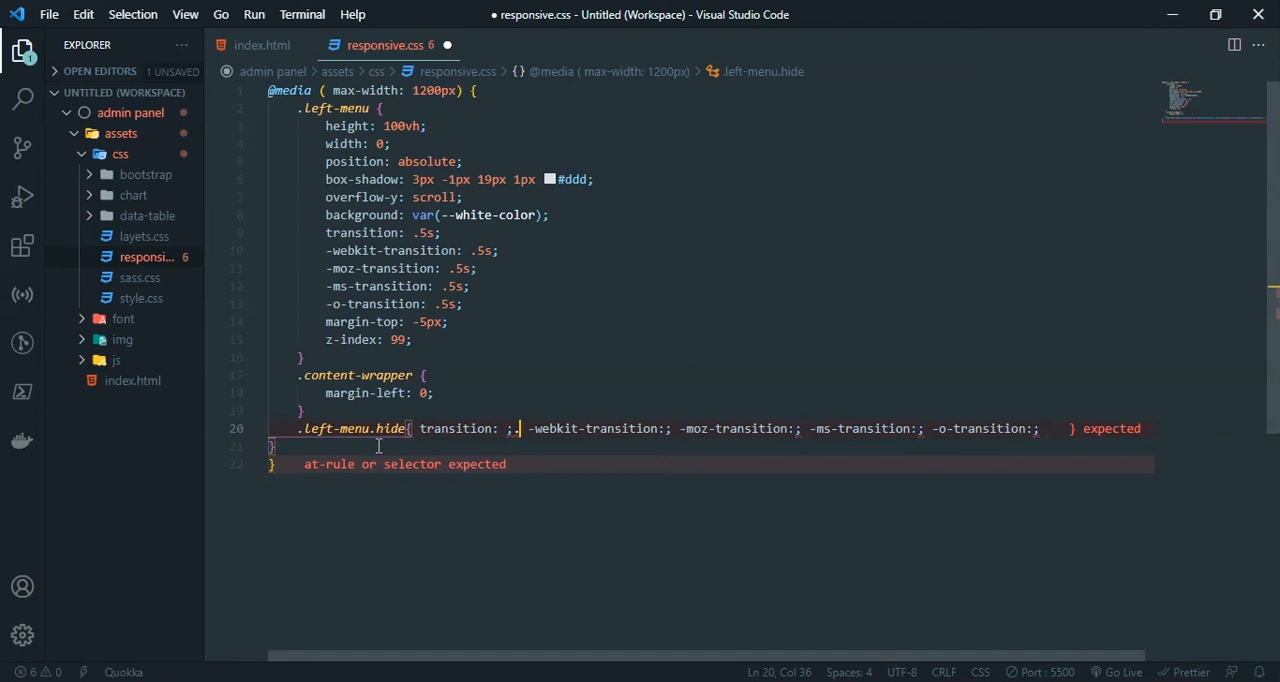 File Edit Selection View Go Run Terminal Help
● responsive.css - Untitled (Workspace) - Visual Studio Code
1
EXPLORER ...
OPEN EDITORS 1 UNSAVED
UNTITLED (WORKSPACE)
admin panel
assets
css
bootstrap
chart
data-table
layets.css
responsi... 6
sass.css
style.css
font
img
js
index.html
index.html
responsive.css 6 ●
admin panel > assets > css > responsive.css > {} @media ( max-width: 1200px) > .left-menu.hide
1 @media ( max-width: 1200px) {
2 .left-menu {
3 height: 100vh;
4 width: 0;
5 position: absolute;
6 box-shadow: 3px -1px 19px 1px #ddd;
7 overflow-y: scroll;
8 background: var(--white-color);
9 transition: .5s;
10 -webkit-transition: .5s;
11 -moz-transition: .5s;
12 -ms-transition: .5s;
13 -o-transition: .5s;
14 margin-top: -5px;
15 z-index: 99;
16 }
17 .content-wrapper {
18 margin-left: 0;
19 }
20 .left-menu.hide{ transition: ;. -webkit-transition:; -moz-transition:; -ms-transition:; -o-transition:; } expected
21 }
22 } at-rule or selector expected
6 0 Quokka
Ln 20, Col 36 Spaces: 4 UTF-8 CRLF CSS Port : 5500 Go Live Prettier